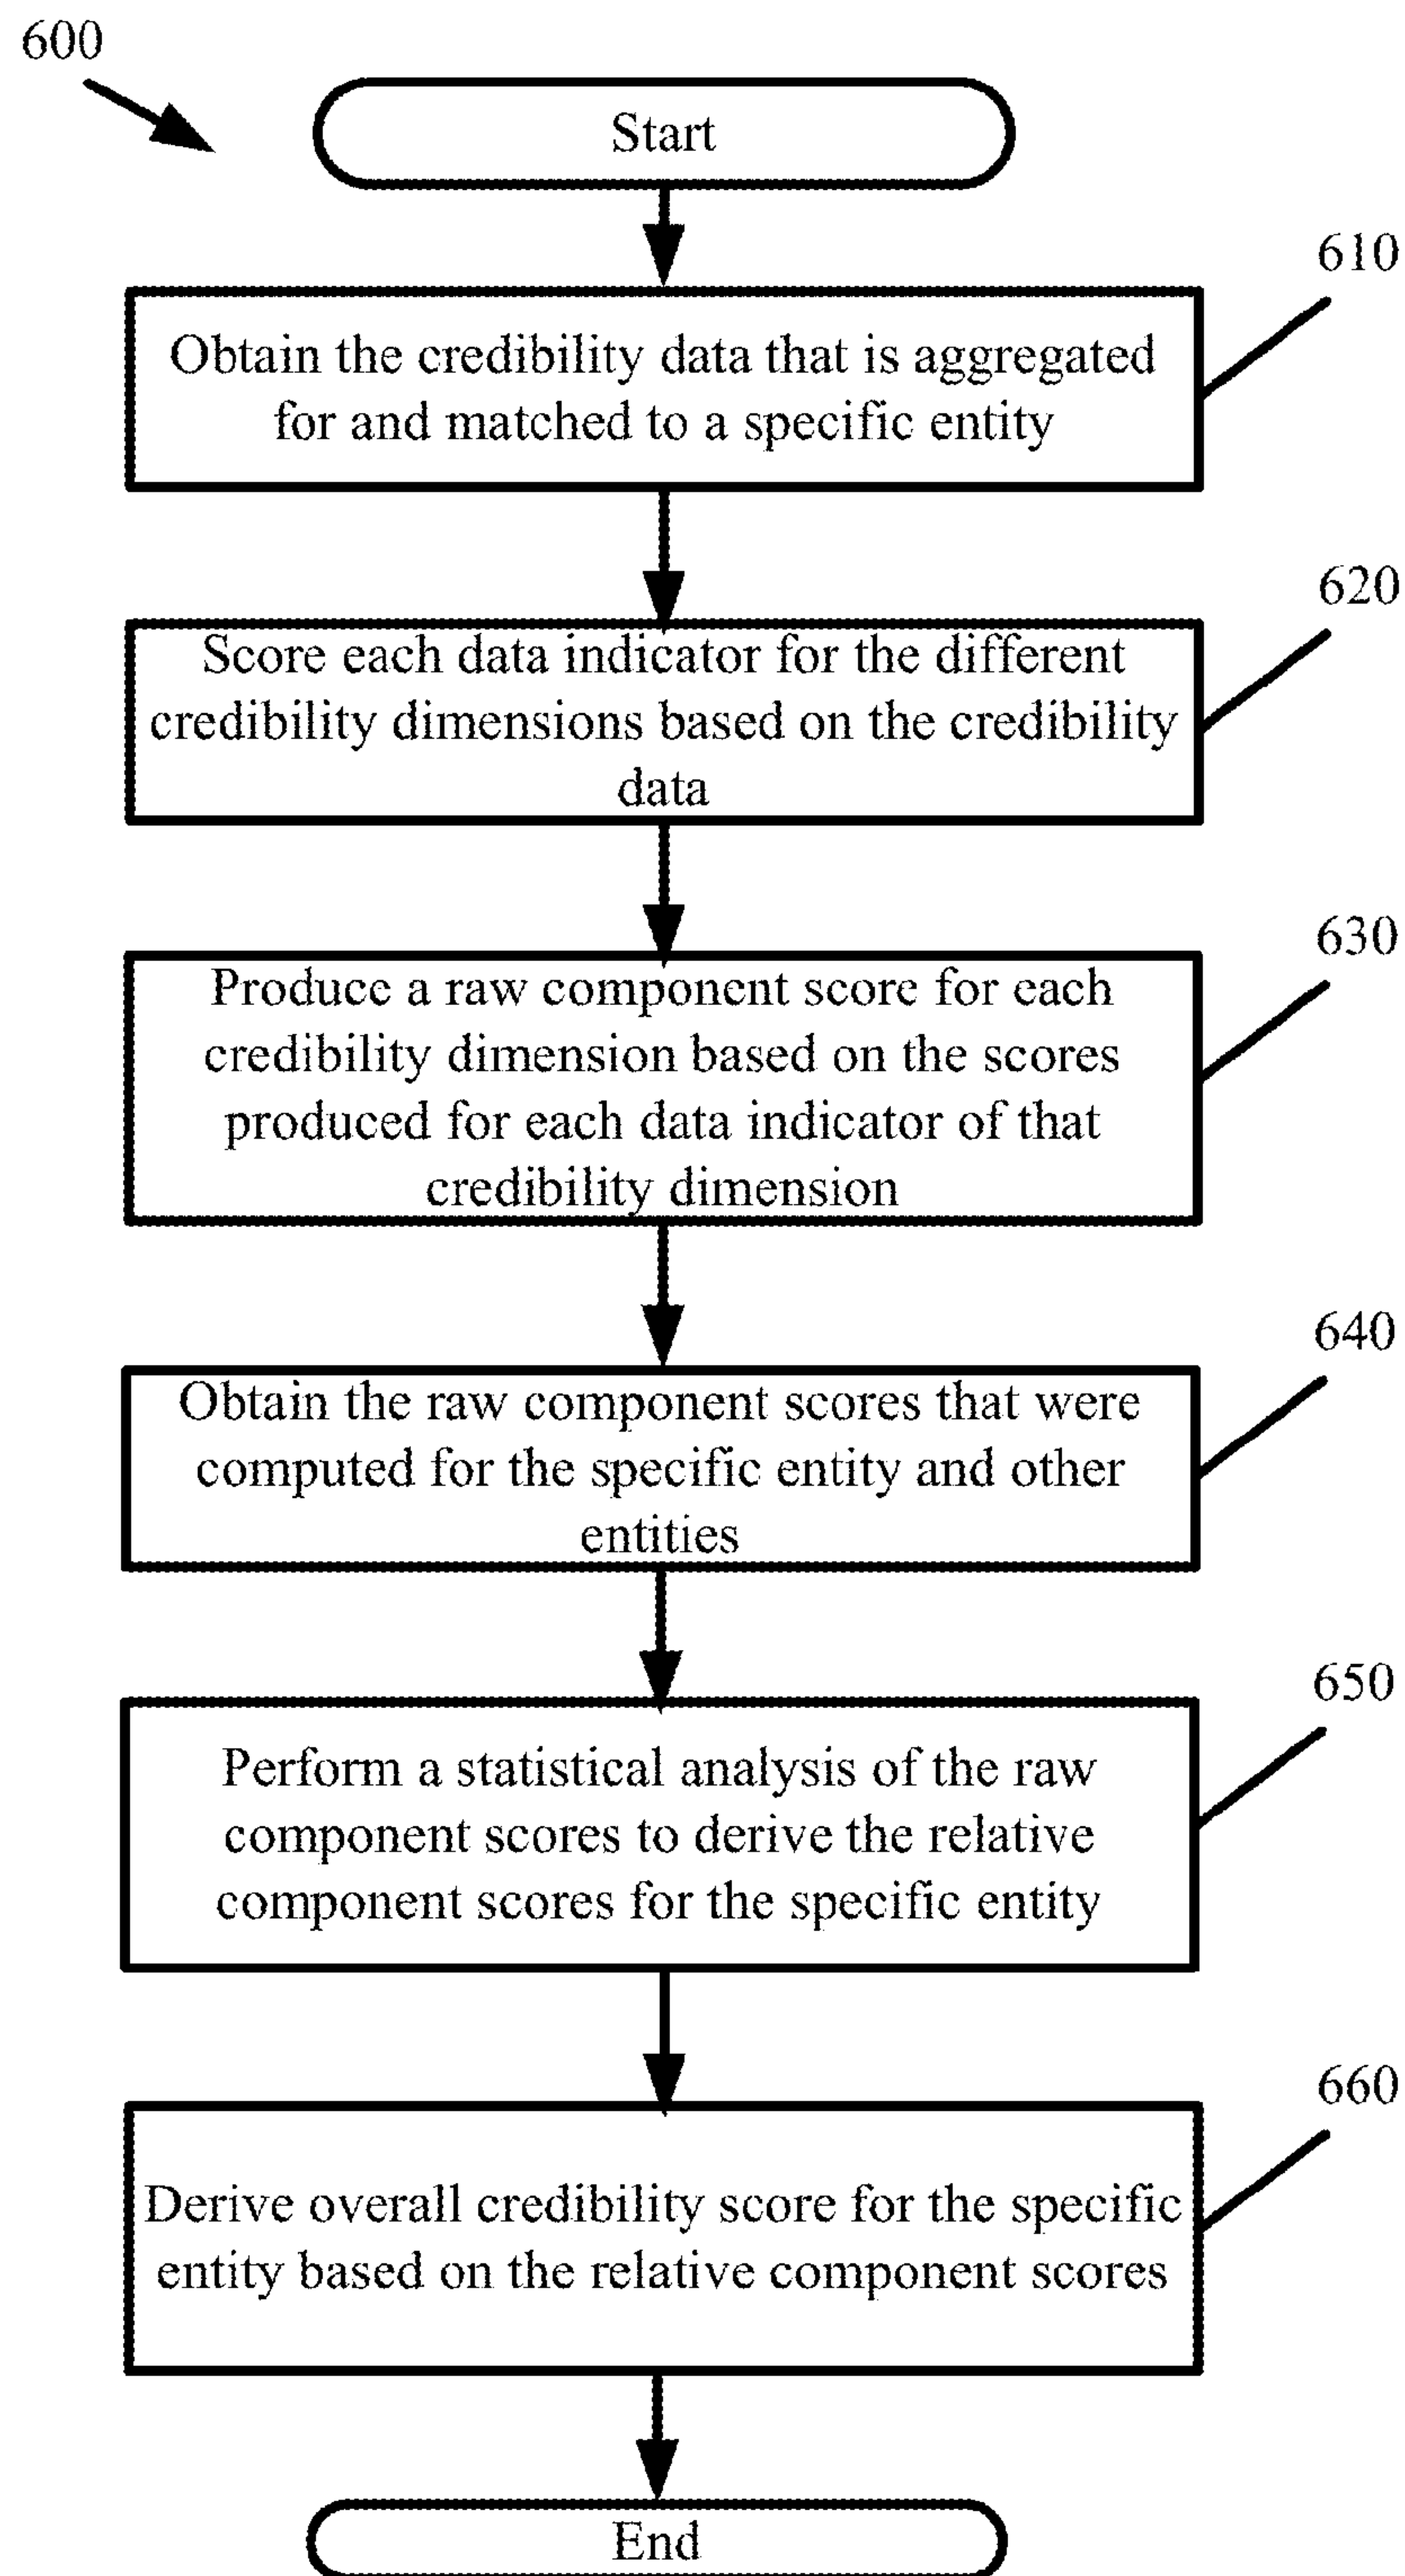 600
Start
610
Obtain the credibility data that is aggregated
for and matched to a specific entity
620
Score each data indicator for the different
credibility dimensions based on the credibility
data
630
Produce a raw component score for each
credibility dimension based on the scores
produced for each data indicator of that
credibility dimension
640
Obtain the raw component scores that were
computed for the specific entity and other
entities
650
Perform a statistical analysis of the raw
component scores to derive the relative
component scores for the specific entity
660
Derive overall credibility score for the specific
entity based on the relative component scores
End